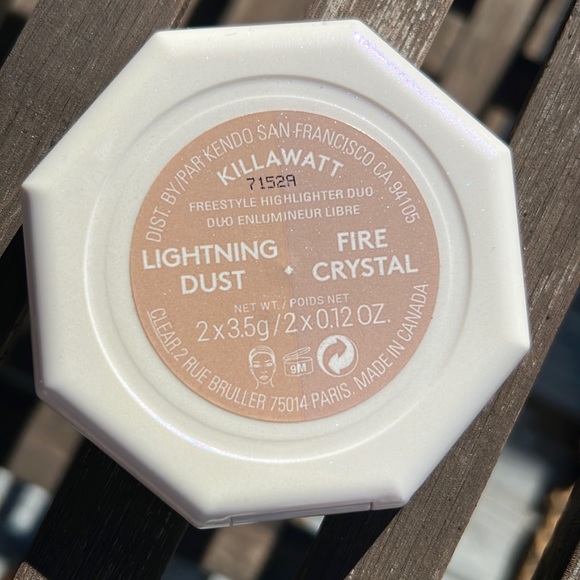 DIST. BY/PAR KENDO SAN FRANCISCO CA 94105
KILLAWATT
7152A
FREESTYLE HIGHLIGHTER DUO
DUO ENLUMINEUR LIBRE
LIGHTNING DUST
FIRE CRYSTAL
NET WT. / POIDS NET
2 x 3.5g / 2 x 0.12 OZ.
9M
CLEAR 2 RUE BRULLER 75014 PARIS. MADE IN CANADA